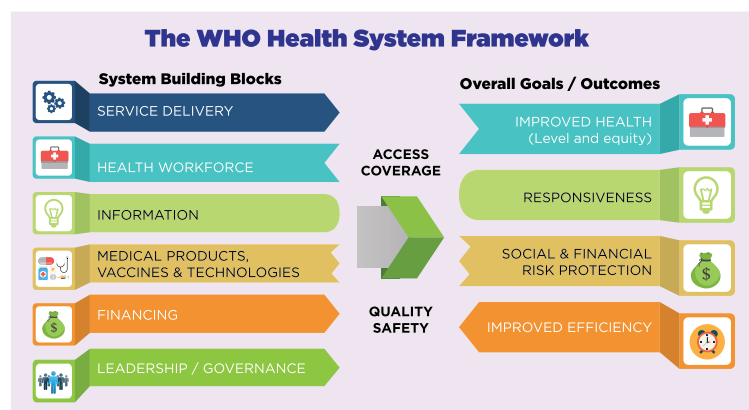 The WHO Health System Framework
System Building Blocks
SERVICE DELIVERY
HEALTH WORKFORCE
INFORMATION
MEDICAL PRODUCTS,
VACCINES & TECHNOLOGIES
$
FINANCING
LEADERSHIP / GOVERNANCE
ACCESS
COVERAGE
QUALITY
SAFETY
Overall Goals / Outcomes
IMPROVED HEALTH
(Level and equity)
RESPONSIVENESS
SOCIAL & FINANCIAL
RISK PROTECTION
$
IMPROVED EFFICIENCY